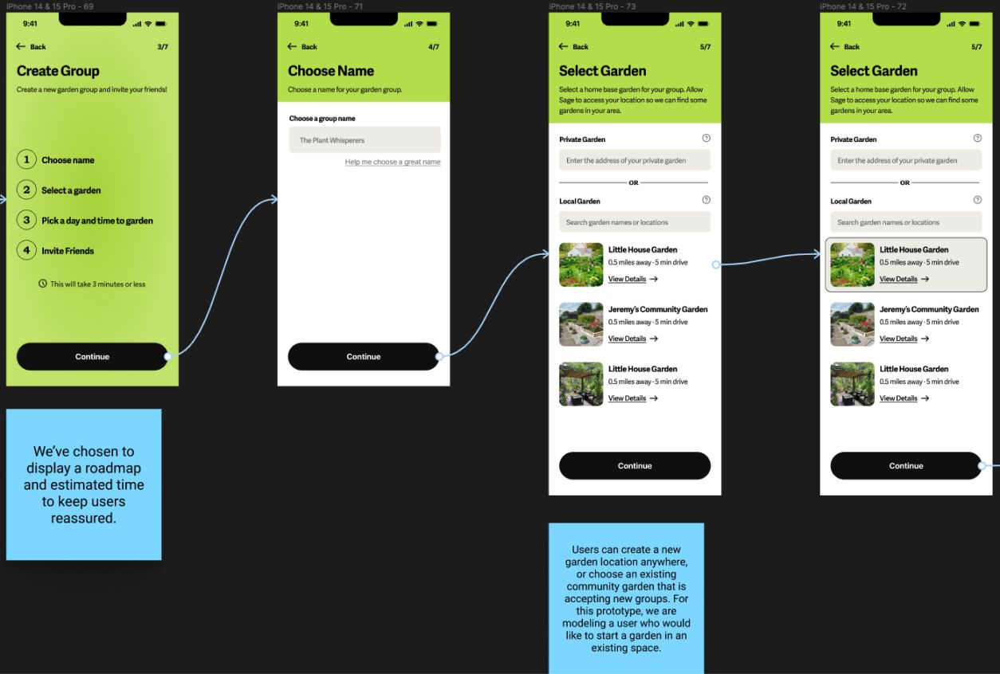 iPhone 14 & 15 Pro - 69
9:41
Back
3/7
Create Group
Create a new garden group and invite your friends!
1 Choose name
2 Select a garden
3 Pick a day and time to garden
4 Invite Friends
This will take 3 minutes or less
Continue
We've chosen to
display a roadmap
and estimated time
to keep users
reassured.
iPhone 14 & 15 Pro - 71
9:41
Back
4/7
Choose Name
Choose a name for your garden group.
Choose a group name
The Plant Whisperers
Help me choose a great name
Continue
iPhone 14 & 15 Pro - 73
9:41
Back
5/7
Select Garden
Select a home base garden for your group. Allow
Sage to access your location so we can find some
gardens in your area.
Private Garden
Enter the address of your private garden
OR
Local Garden
Search garden names or locations
Little House Garden
0.5 miles away · 5 min drive
View Details
Jeremy's Community Garden
0.5 miles away · 5 min drive
View Details
Little House Garden
0.5 miles away · 5 min drive
View Details
Continue
Users can create a new
garden location anywhere,
or choose an existing
community garden that is
accepting new groups. For
this prototype, we are
modeling a user who would
like to start a garden in an
existing space.
iPhone 14 & 15 Pro - 72
9:41
Back
5/7
Select Garden
Select a home base garden for your group. Allow
Sage to access your location so we can find some
gardens in your area.
Private Garden
Enter the address of your private garden
OR
Local Garden
Search garden names or locations
Little House Garden
0.5 miles away · 5 min drive
View Details
Jeremy's Community Garden
0.5 miles away · 5 min drive
View Details
Little House Garden
0.5 miles away · 5 min drive
View Details
Continue